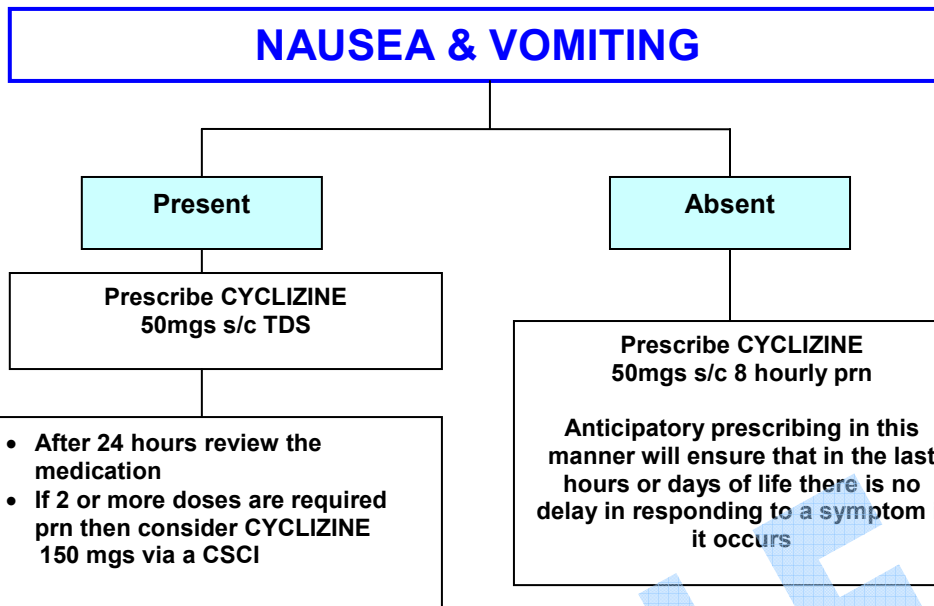 NAUSEA & VOMITING
Present
Prescribe CYCLIZINE
50mgs s/c TDS
• After 24 hours review the
medication
• If 2 or more doses are required
prn then consider CYCLIZINE
150 mgs via a CSCI
Absent
Prescribe CYCLIZINE
50mgs s/c 8 hourly prn
Anticipatory prescribing in this
manner will ensure that in the last
hours or days of life there is no
delay in responding to a symptom
it occurs